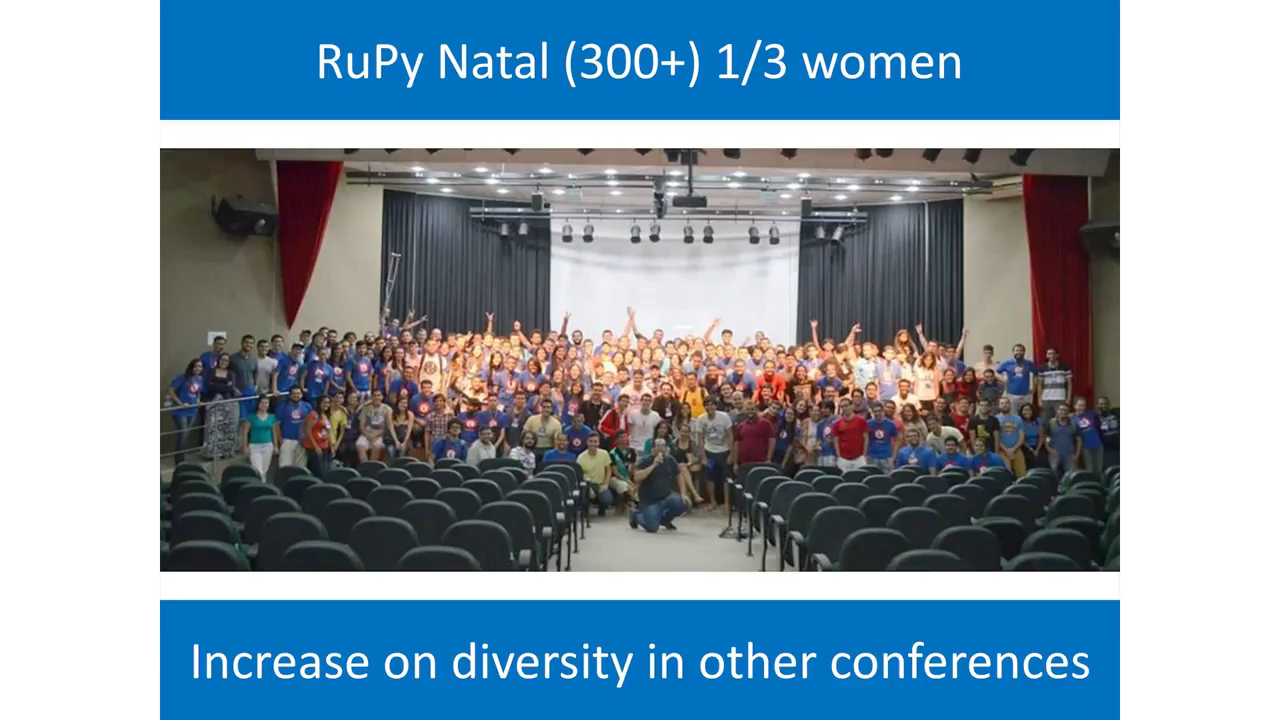 RuPy Natal (300+) 1/3 women
Increase on diversity in other conferences